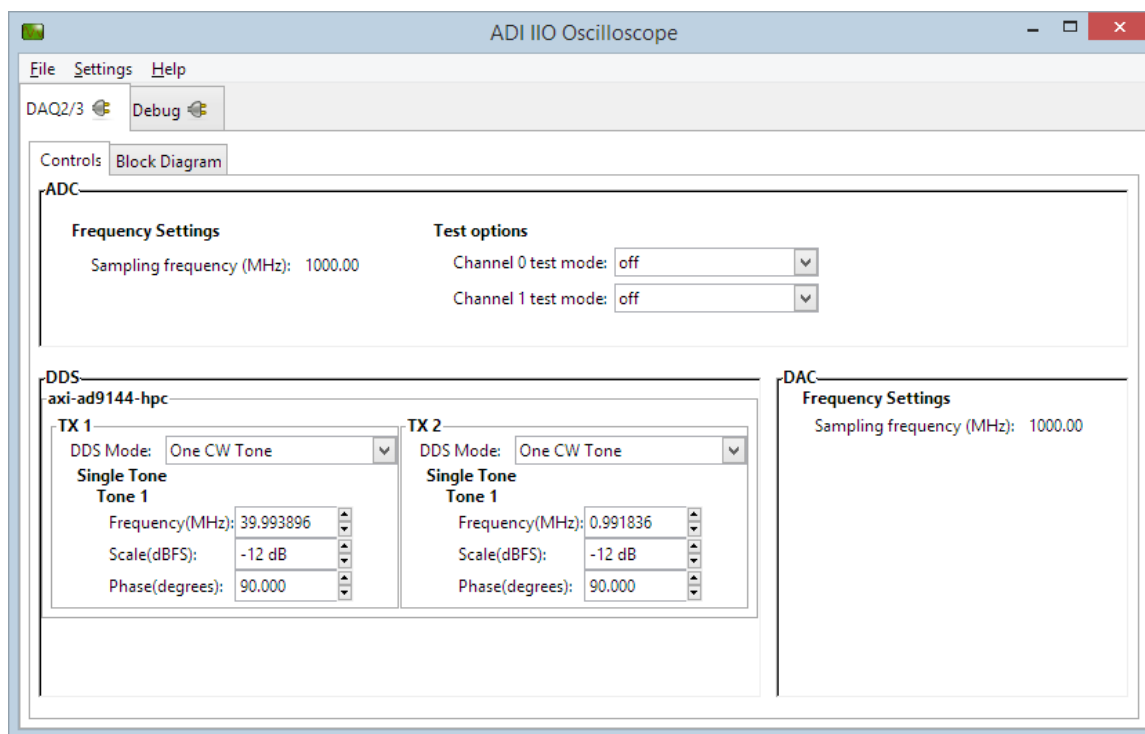 ADI IIO Oscilloscope
File Settings Help
DAQ2/3 Debug
Controls Block Diagram
ADC
Frequency Settings Test options
Sampling frequency (MHz): 1000.00 Channel 0 test mode: off
Channel 1 test mode: off
DDS
axi-ad9144-hpc
TX 1
DDS Mode: One CW Tone
Single Tone
Tone 1
Frequency(MHz): 39.993896
Scale(dBFS): -12 dB
Phase(degrees): 90.000
TX 2
DDS Mode: One CW Tone
Single Tone
Tone 1
Frequency(MHz): 0.991836
Scale(dBFS): -12 dB
Phase(degrees): 90.000
DAC
Frequency Settings
Sampling frequency (MHz): 1000.00